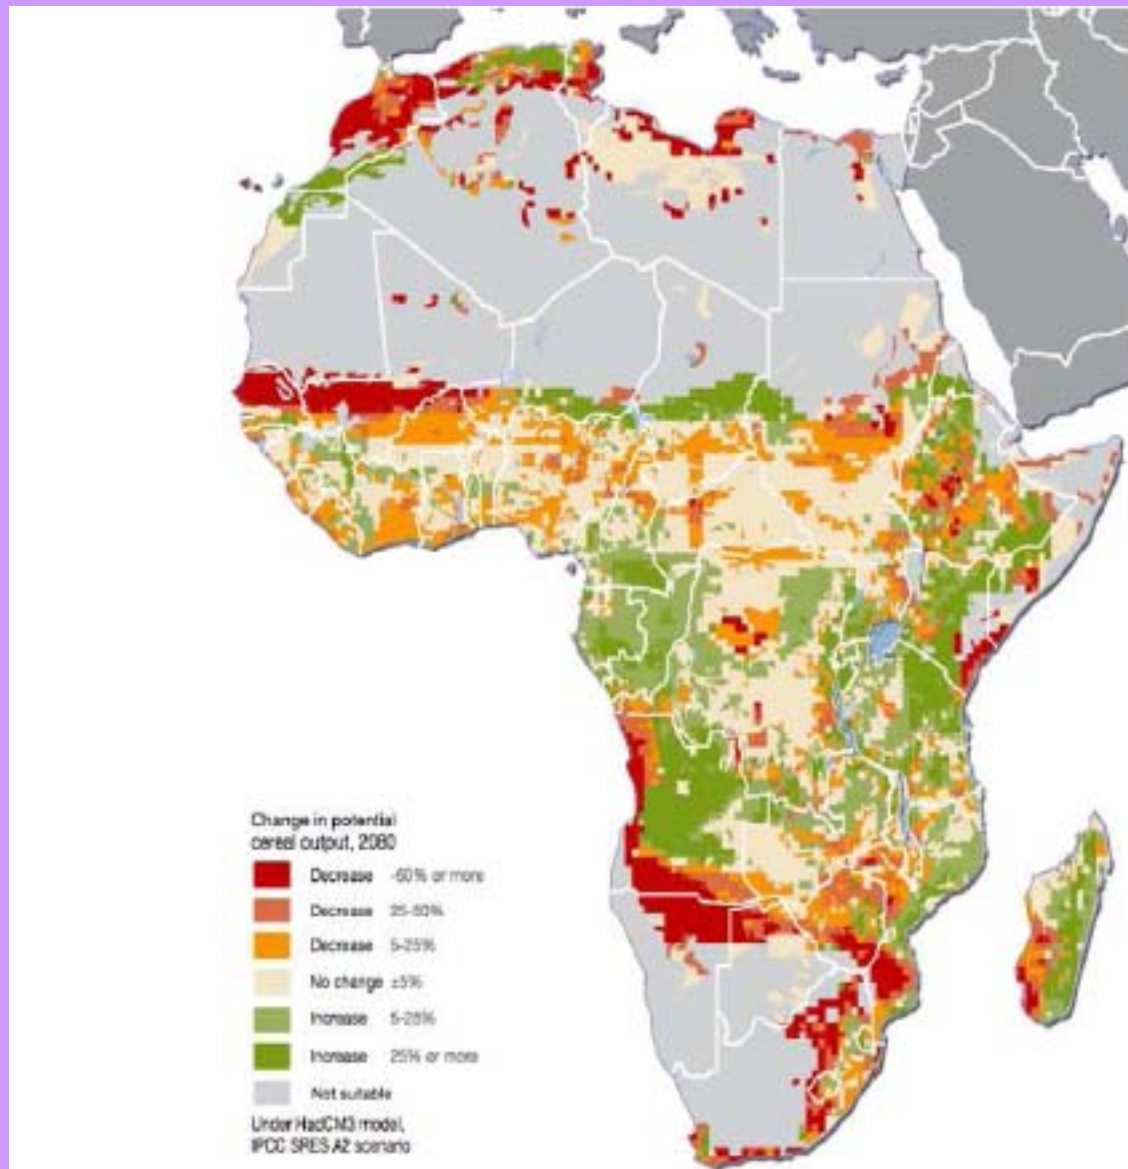 Change in potential
cereal output, 2080
Decrease -50% or more
Decrease 25-50%
Decrease 5-25%
No change ±5%
Increase 5-25%
Increase 25% or more
Not suitable
Under HadCM3 model,
IPCC SRES A2 scenario